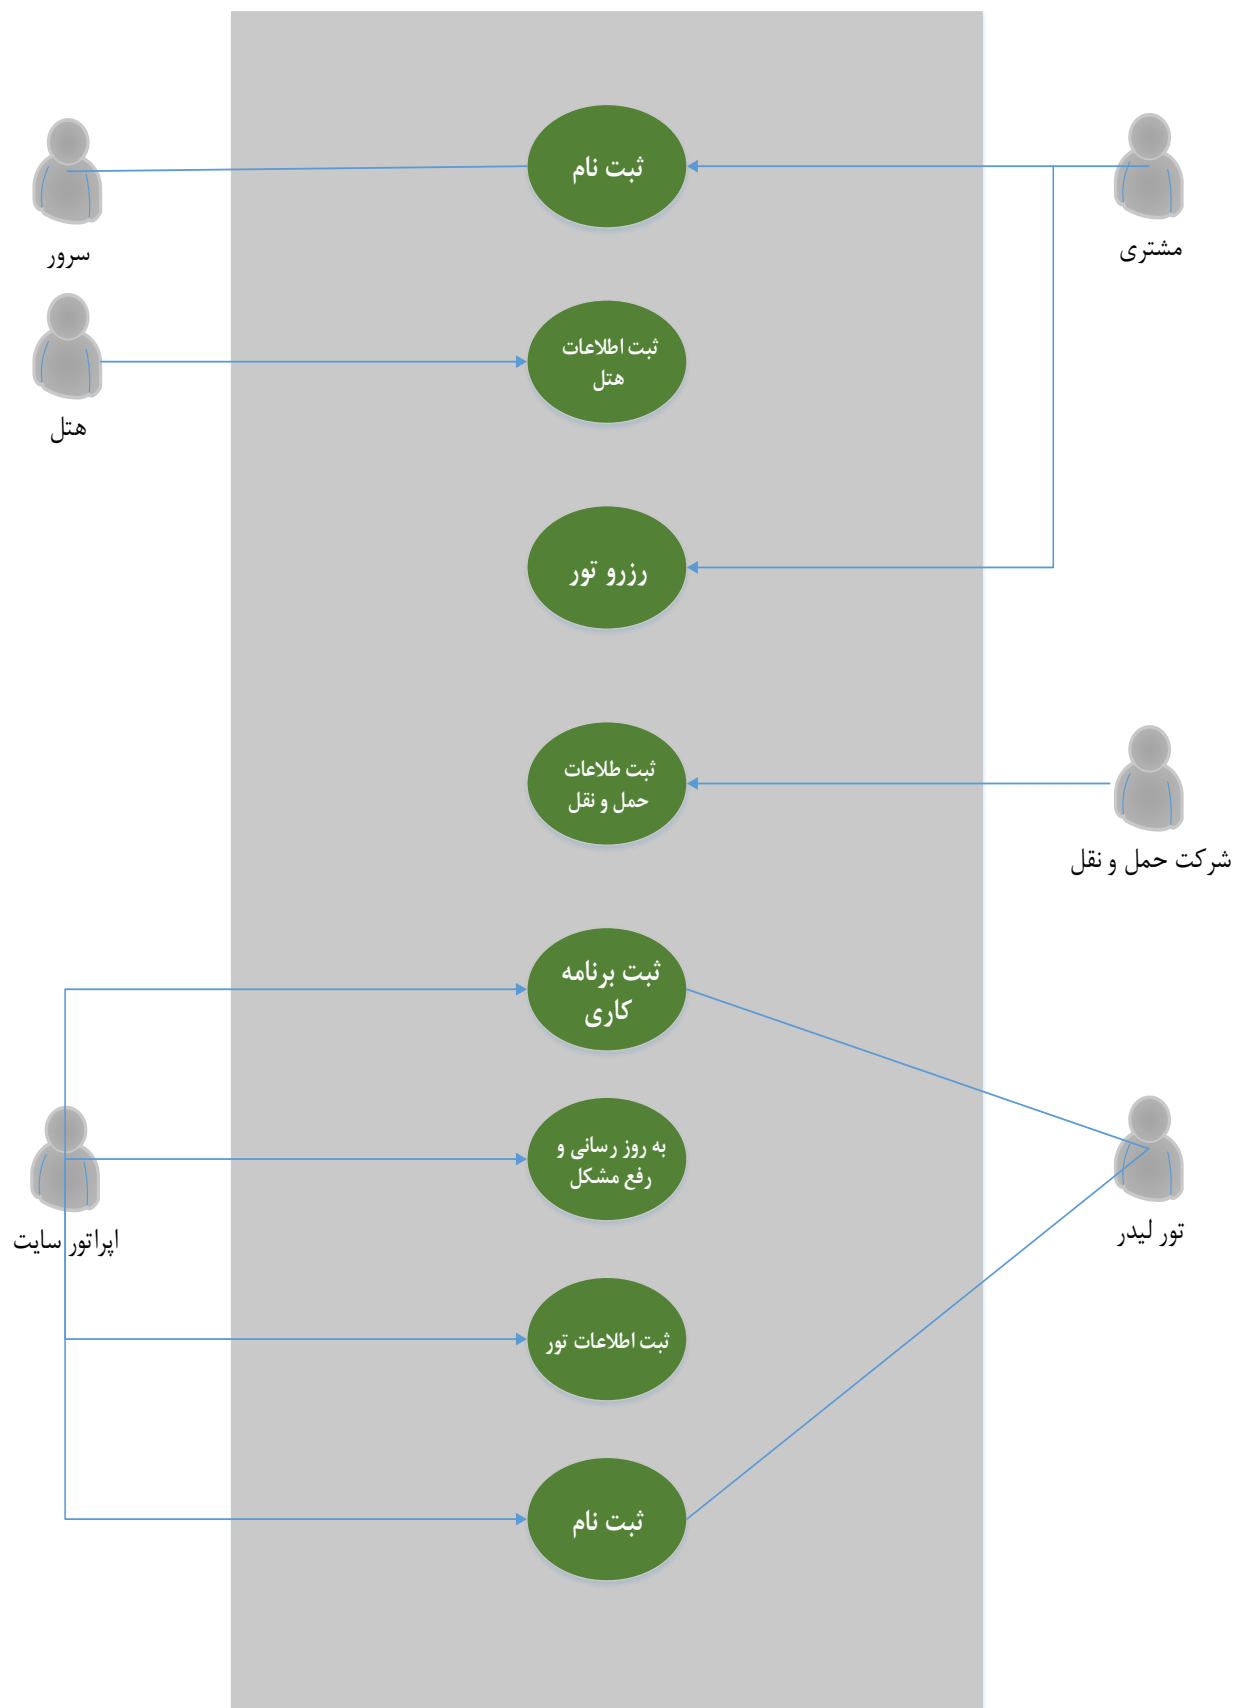 ثبت نام
سرور
مشتری
ثبت اطلاعات
هتل
هتل
رزرو تور
ثبت طلاعات
حمل و نقل
شرکت حمل و نقل
ثبت برنامه
کاری
به روز رسانی و
رفع مشکل
اپراتور سایت
تور لیدر
ثبت اطلاعات تور
ثبت نام